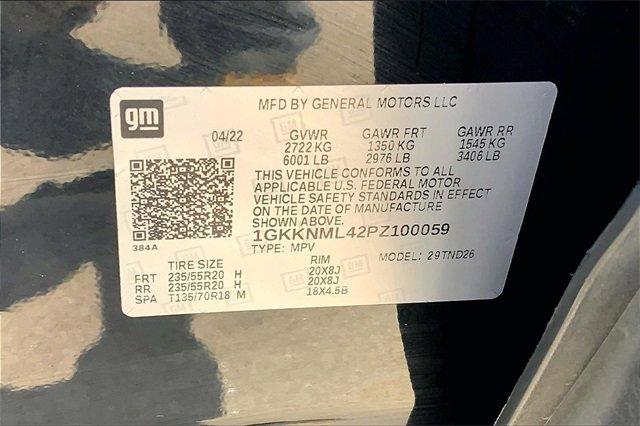 gm
MFD BY GENERAL MOTORS LLC
04/22 GVWR GAWR FRT GAWR RR
2722 KG 1350 KG 1545 KG
6001 LB 2976 LB 3406 LB
THIS VEHICLE CONFORMS TO ALL
APPLICABLE U.S. FEDERAL MOTOR
VEHICLE SAFETY STANDARDS IN EFFECT
ON THE DATE OF MANUFACTURE
SHOWN ABOVE.
384A
1GKKNML42PZ100059
TYPE: MPV MODEL: 29TND26
TIRE SIZE RIM
FRT 235/55R20 H 20X8J
RR 235/55R20 H 20X8J
SPA T135/70R18 M 18X4.5B